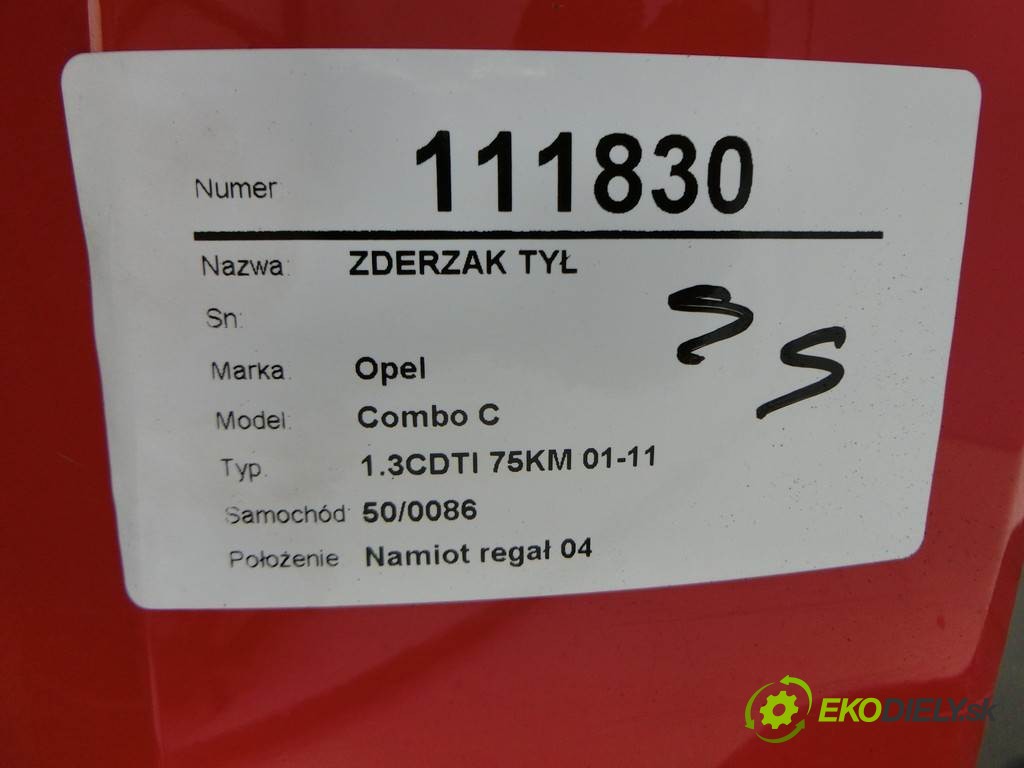 Numer 111830
Nazwa: ZDERZAK TYŁ
Sn:
Marka: Opel
Model: Combo C
Typ: 1.3CDTI 75KM 01-11
Samochód: 50/0086
Położenie Namiot regał 04
EKODIELY.sk